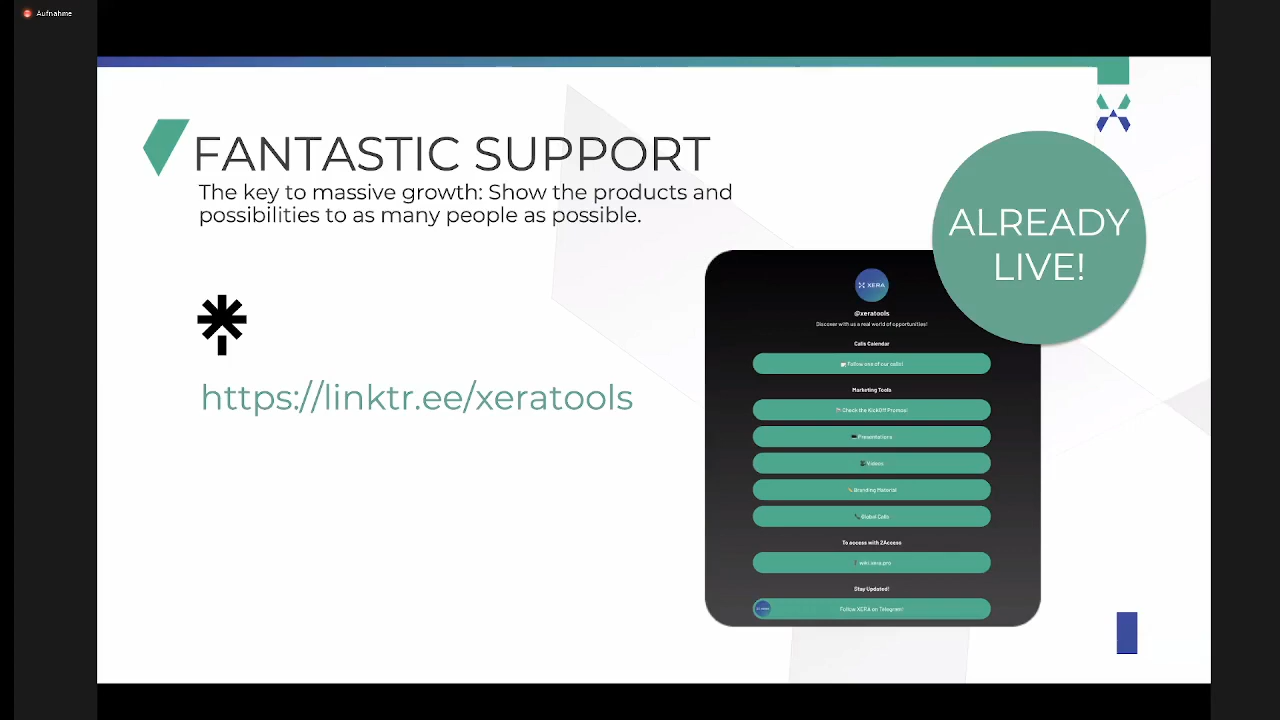 Aufnahme
FANTASTIC SUPPORT
The key to massive growth: Show the products and
possibilities to as many people as possible.
ALREADY
LIVE!
https://linktr.ee/xeratools
XERA
@xeratools
Discover with us a real world of opportunities!
Calls Calendar
Follow one of our calls!
Marketing Tools
Check the KickOff Promos!
Presentations
Videos
Branding Material
Global Calls
To access with 2Access
wiki.xera.pro
Stay Updated!
Follow XERA on Telegram!